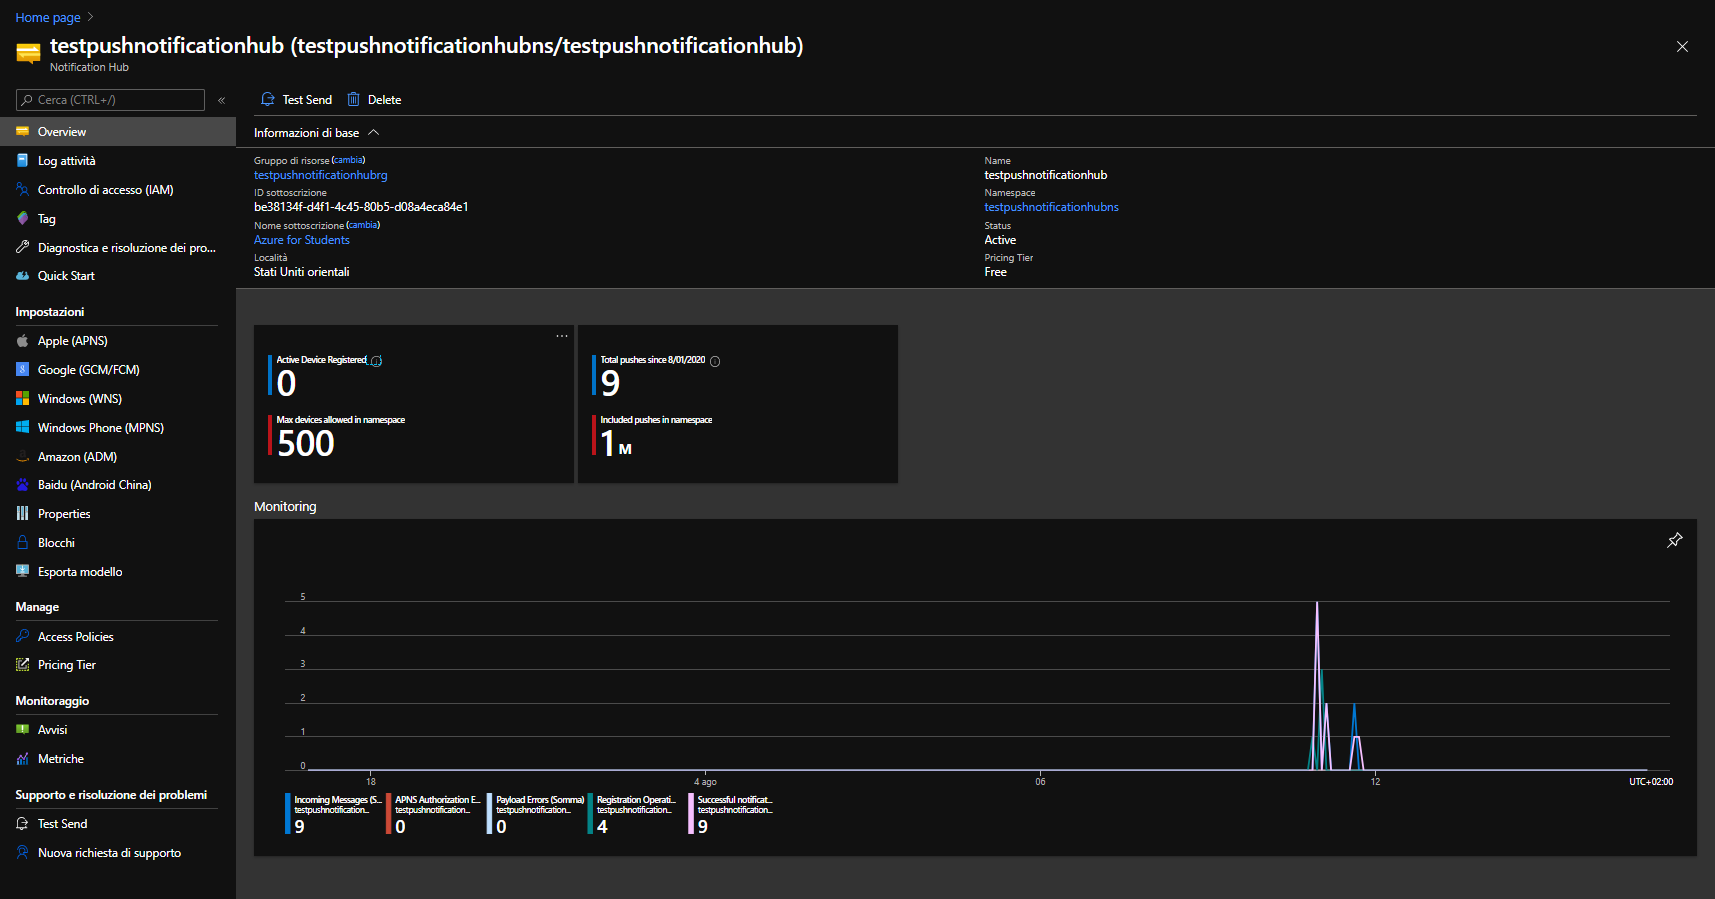 Home page
testpushnotificationhub (testpushnotificationhubns/testpushnotificationhub)
Notification Hub
Cerca (CTRL+/)
«
Overview
Log attività
Controllo di accesso (IAM)
Tag
Diagnostica e risoluzione dei pro...
Quick Start
Impostazioni
Apple (APNS)
Google (GCM/FCM)
Windows (WNS)
Windows Phone (MPNS)
Amazon (ADM)
Baidu (Android China)
Properties
Blocchi
Esporta modello
Manage
Access Policies
Pricing Tier
Monitoraggio
Avvisi
Metriche
Supporto e risoluzione dei problemi
Test Send
Nuova richiesta di supporto
Test Send
Delete
Informazioni di base
Gruppo di risorse (cambia)
testpushnotificationhubrg
ID sottoscrizione
be38134f-d4f1-4c45-80b5-d08a4eca84e1
Nome sottoscrizione (cambia)
Azure for Students
Località
Stati Uniti orientali
Name
testpushnotificationhub
Namespace
testpushnotificationhubns
Status
Active
Pricing Tier
Free
...
Active Device Registered
0
Max devices allowed in namespace
500
Total pushes since 8/01/2020
9
Included pushes in namespace
1 M
Monitoring
5
4
3
2
1
0
18
4 ago
06
12
UTC+02:00
Incoming Messages (S...
testpushnotification...
9
APNS Authorization E...
testpushnotification...
0
Payload Errors (Somma)
testpushnotification...
0
Registration Operati...
testpushnotification...
4
Successful notificat...
testpushnotification...
9